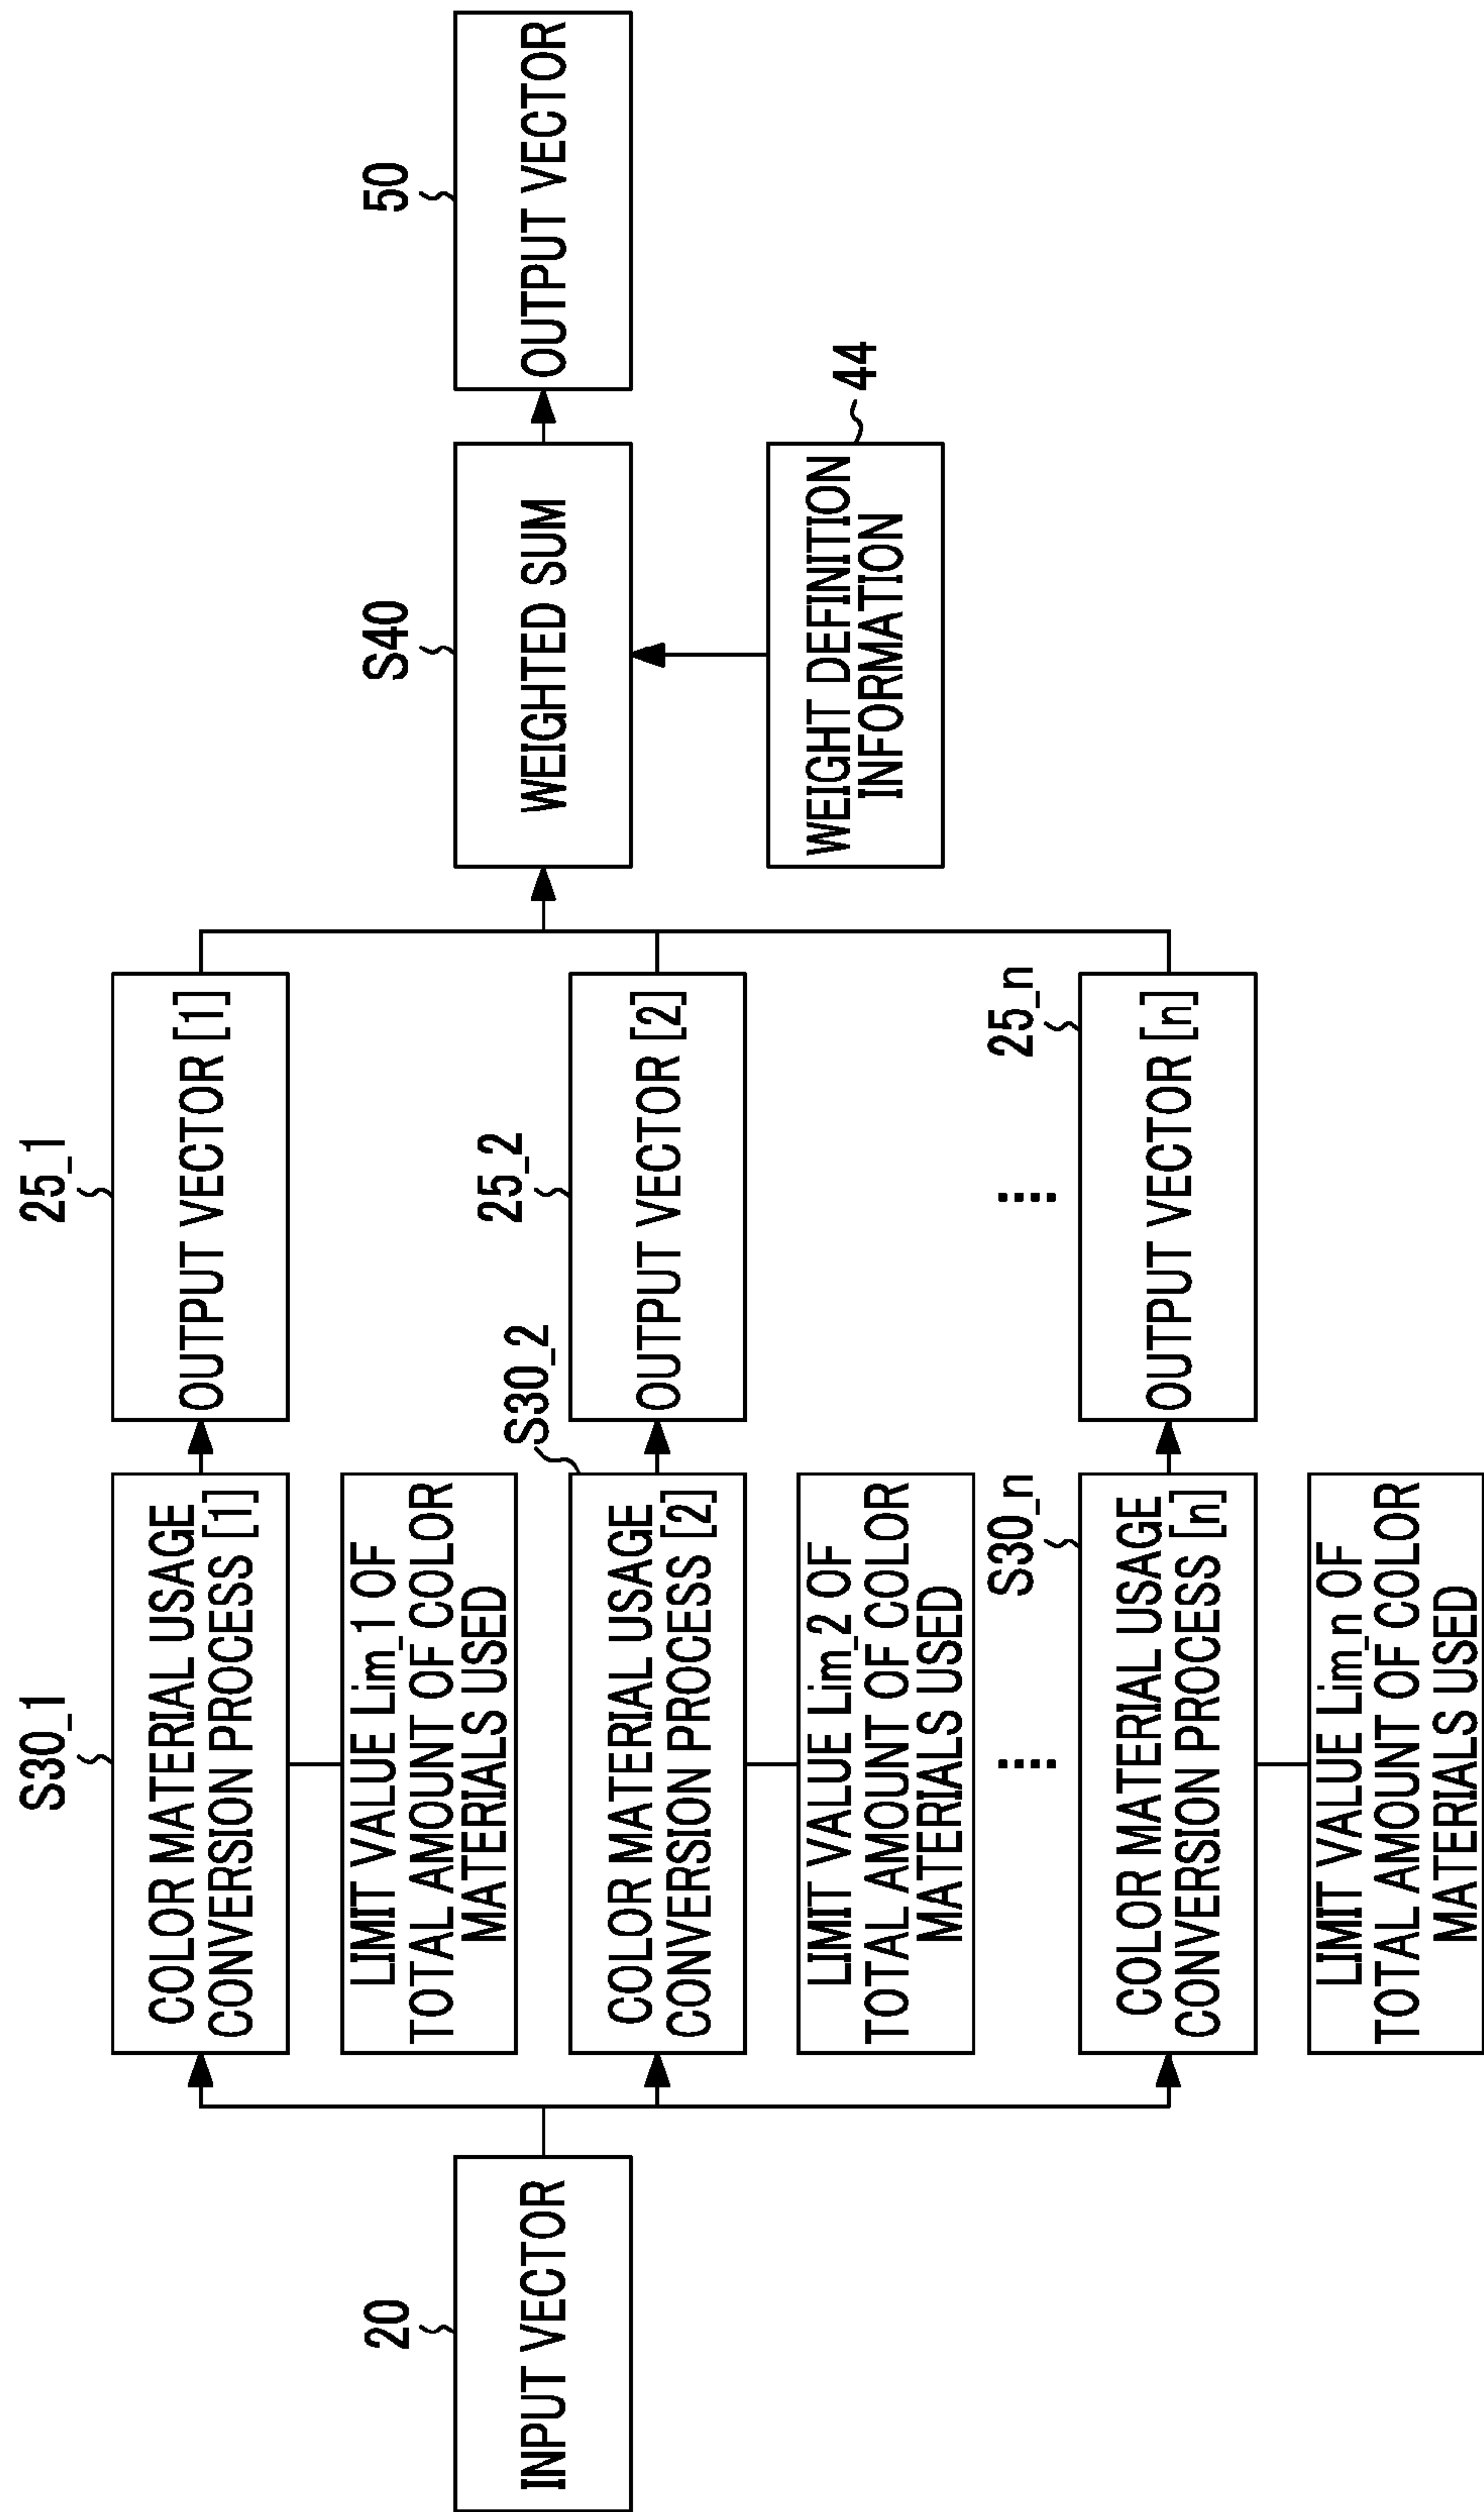 20
INPUT VECTOR
S30_1
COLOR MATERIAL USAGE
CONVERSION PROCESS [1]
LIMIT VALUE Lim_1 OF
TOTAL AMOUNT OF COLOR
MATERIALS USED
S30_2
COLOR MATERIAL USAGE
CONVERSION PROCESS [2]
LIMIT VALUE Lim_2 OF
TOTAL AMOUNT OF COLOR
MATERIALS USED
S30_n
COLOR MATERIAL USAGE
CONVERSION PROCESS [n]
LIMIT VALUE Lim_n OF
TOTAL AMOUNT OF COLOR
MATERIALS USED
25_1
OUTPUT VECTOR [1]
25_2
OUTPUT VECTOR [2]
25_n
OUTPUT VECTOR [n]
S40
WEIGHTED SUM
WEIGHT DEFINITION
INFORMATION
44
50
OUTPUT VECTOR